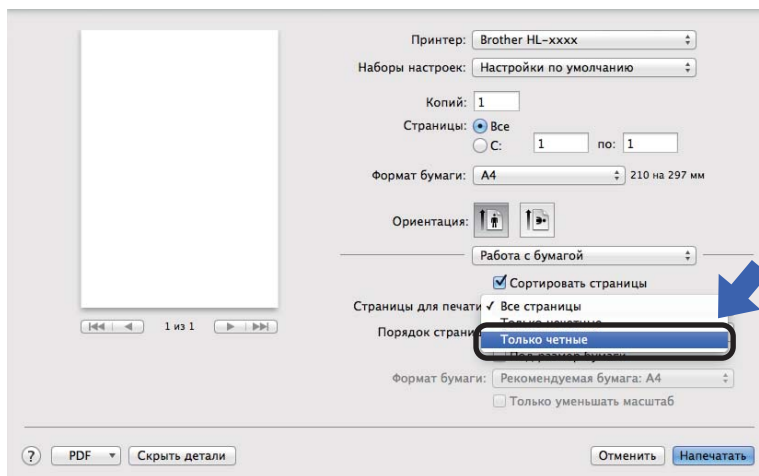 Принтер: Brother HL-xxxx
Наборы настроек: Настройки по умолчанию
Копий: 1
Страницы: Все
С: 1 по: 1
Формат бумаги: A4 210 на 297 мм
Ориентация:
Работа с бумагой
Сортировать страницы
Страницы для печати ✓ Все страницы
1 из 1
Порядок страни
Только четные
Формат бумаги: Рекомендуемая бумага: A4
Только уменьшать масштаб
? PDF Скрыть детали Отменить Напечатать